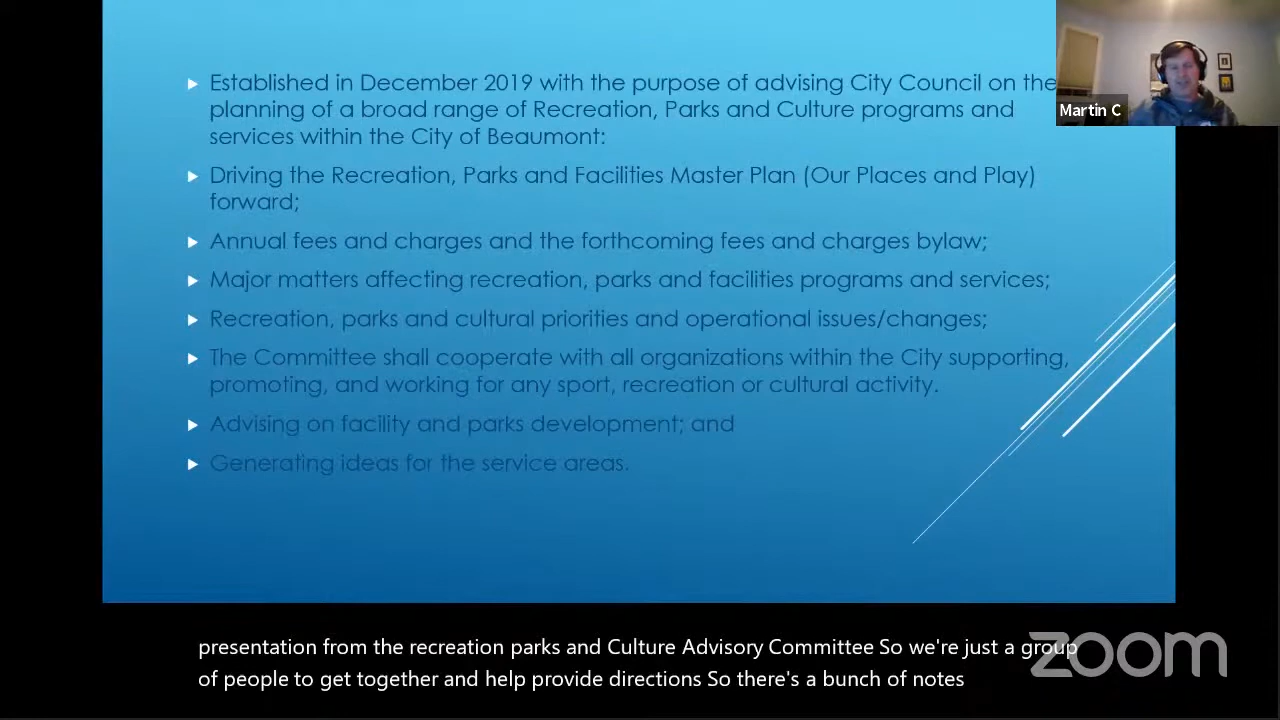 Established in December 2019 with the purpose of advising City Council on the
planning of a broad range of Recreation, Parks and Culture programs and
services within the City of Beaumont:
Driving the Recreation, Parks and Facilities Master Plan (Our Places and Play)
forward;
Annual fees and charges and the forthcoming fees and charges bylaw;
Major matters affecting recreation, parks and facilities programs and services;
Recreation, parks and cultural priorities and operational issues/changes;
The Committee shall cooperate with all organizations within the City supporting,
promoting, and working for any sport, recreation or cultural activity.
Advising on facility and parks development; and
Generating ideas for the service areas.
Martin C
presentation from the recreation parks and Culture Advisory Committee So we're just a group
of people to get together and help provide directions So there's a bunch of notes
zoom